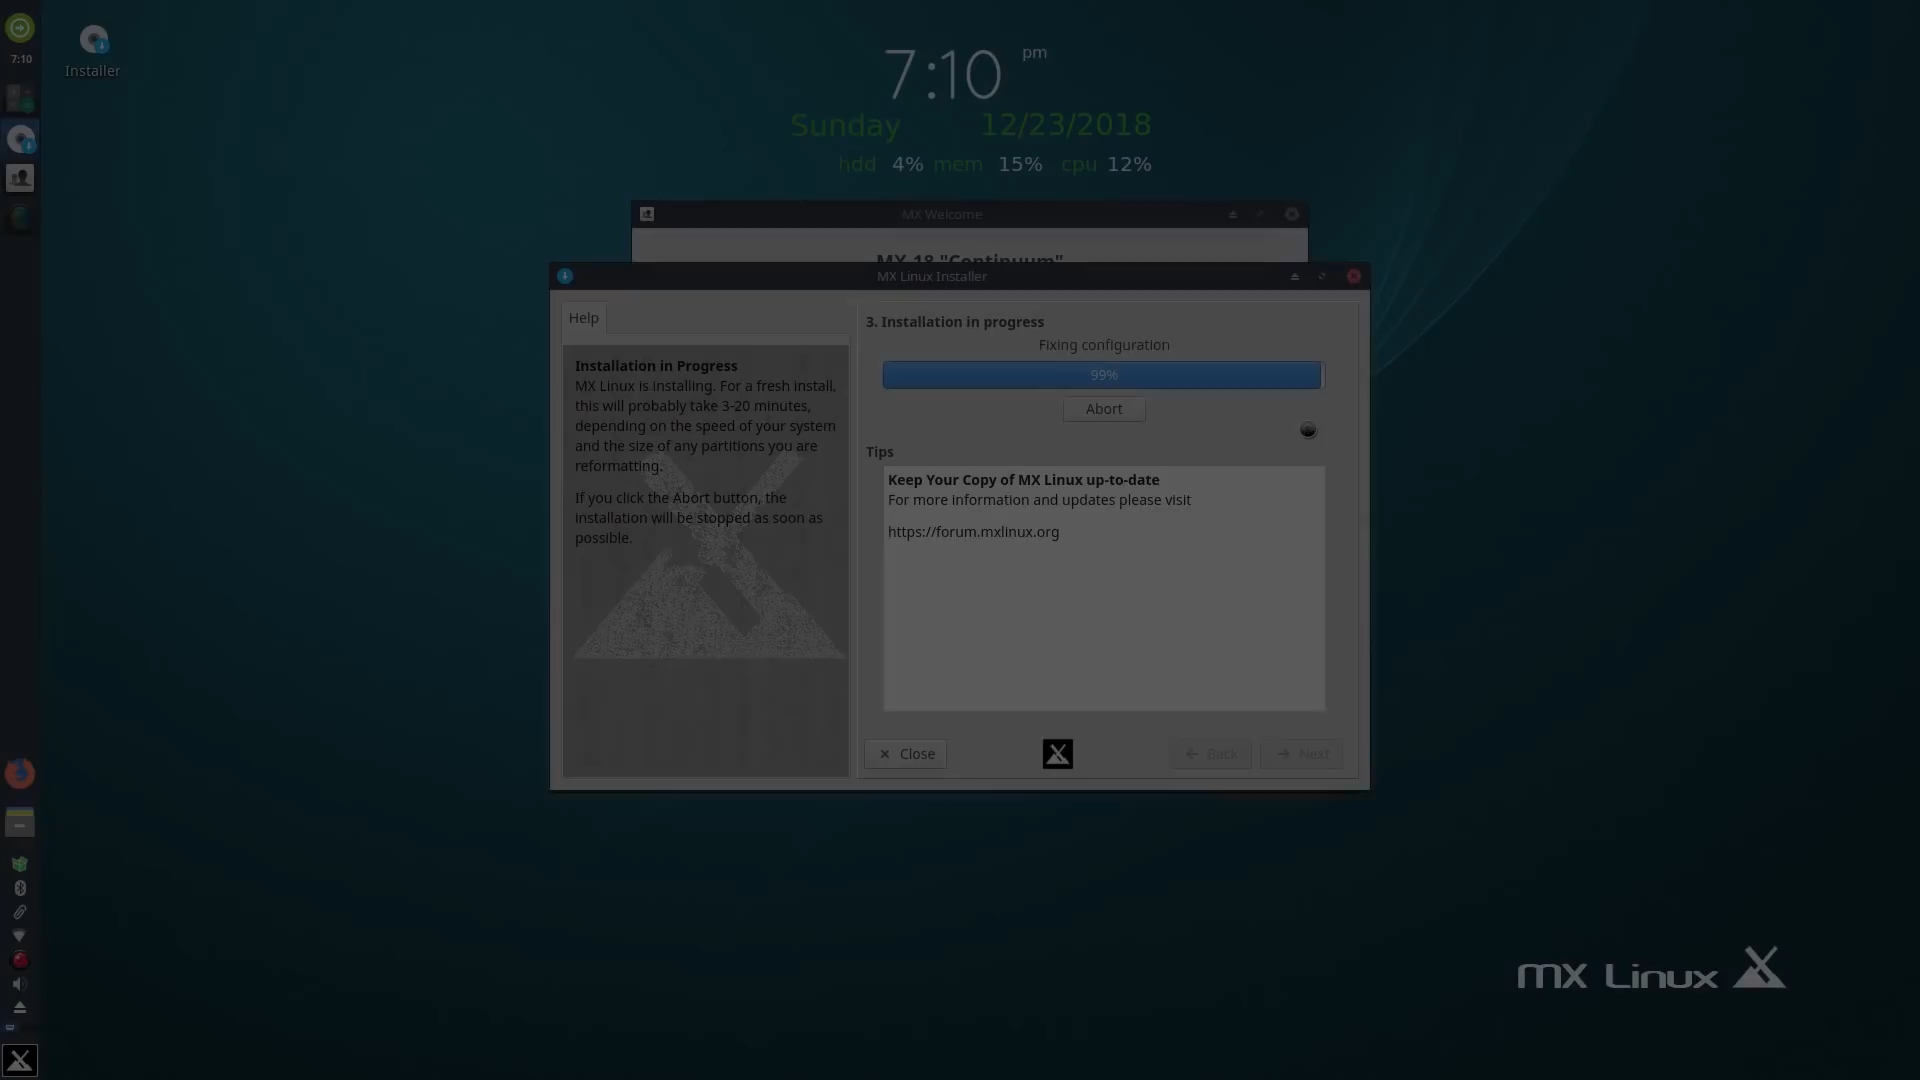 7:10
Installer
7:10 pm
Sunday 12/23/2018
hdd 4% mem 15% cpu 12%
MX Welcome
MX-18 "Continuum"
MX Linux Installer
Help
Installation in Progress
MX Linux is installing. For a fresh install,
this will probably take 3-20 minutes,
depending on the speed of your system
and the size of any partitions you are
reformatting.
If you click the Abort button, the
installation will be stopped as soon as
possible.
3. Installation in progress
Fixing configuration
99%
Abort
Tips
Keep Your Copy of MX Linux up-to-date
For more information and updates please visit
https://forum.mxlinux.org
Close
Back
Next
mx Linux